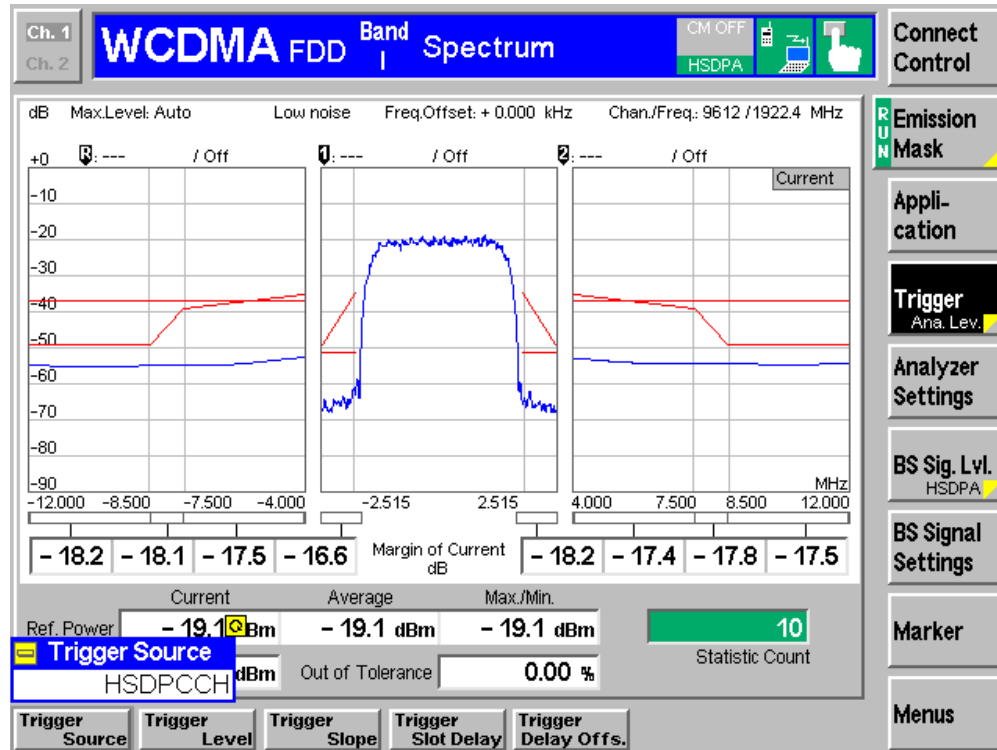 Ch. 1
Ch. 2
WCDMA FDD Band I Spectrum
CM OFF
HSDPA
Connect Control
dB Max.Level: Auto Low noise Freq.Offset: + 0.000 kHz Chan./Freq.: 9612 /1922.4 MHz
+0 R: --- / Off 1: --- / Off 2: --- / Off
Current
-10
-20
-30
-40
-50
-60
-70
-80
-90
MHz
-12.000 -8.500 -7.500 -4.000 -2.515 2.515 4.000 7.500 8.500 12.000
- 18.2 - 18.1 - 17.5 - 16.6 Margin of Current dB - 18.2 - 17.4 - 17.8 - 17.5
Current Average Max./Min.
Ref. Power - 19.1 Bm - 19.1 dBm - 19.1 dBm
10
Statistic Count
Trigger Source
HSDPCCH
dBm Out of Tolerance 0.00 %
Trigger Source
Trigger Level
Trigger Slope
Trigger Slot Delay
Trigger Delay Offs.
RUN
Emission Mask
Appli-
cation
Trigger
Ana. Lev.
Analyzer Settings
BS Sig. Lvl.
HSDPA
BS Signal Settings
Marker
Menus